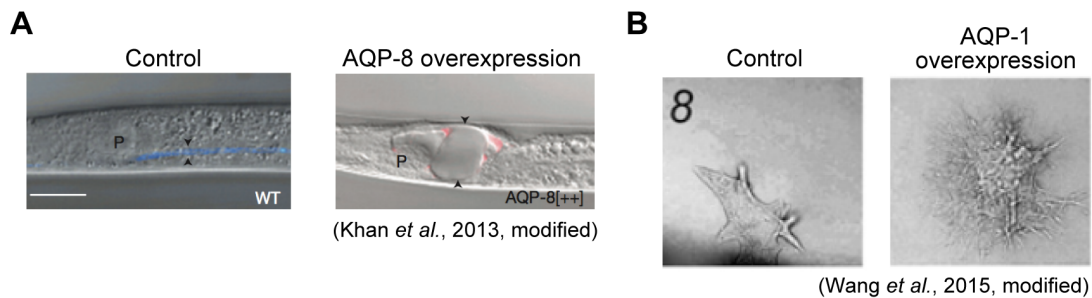 A
Control
AQP-8 overexpression
P
WT
P
AQP-8[++]
(Khan et al., 2013, modified)
B
Control
AQP-1
overexpression
8
(Wang et al., 2015, modified)